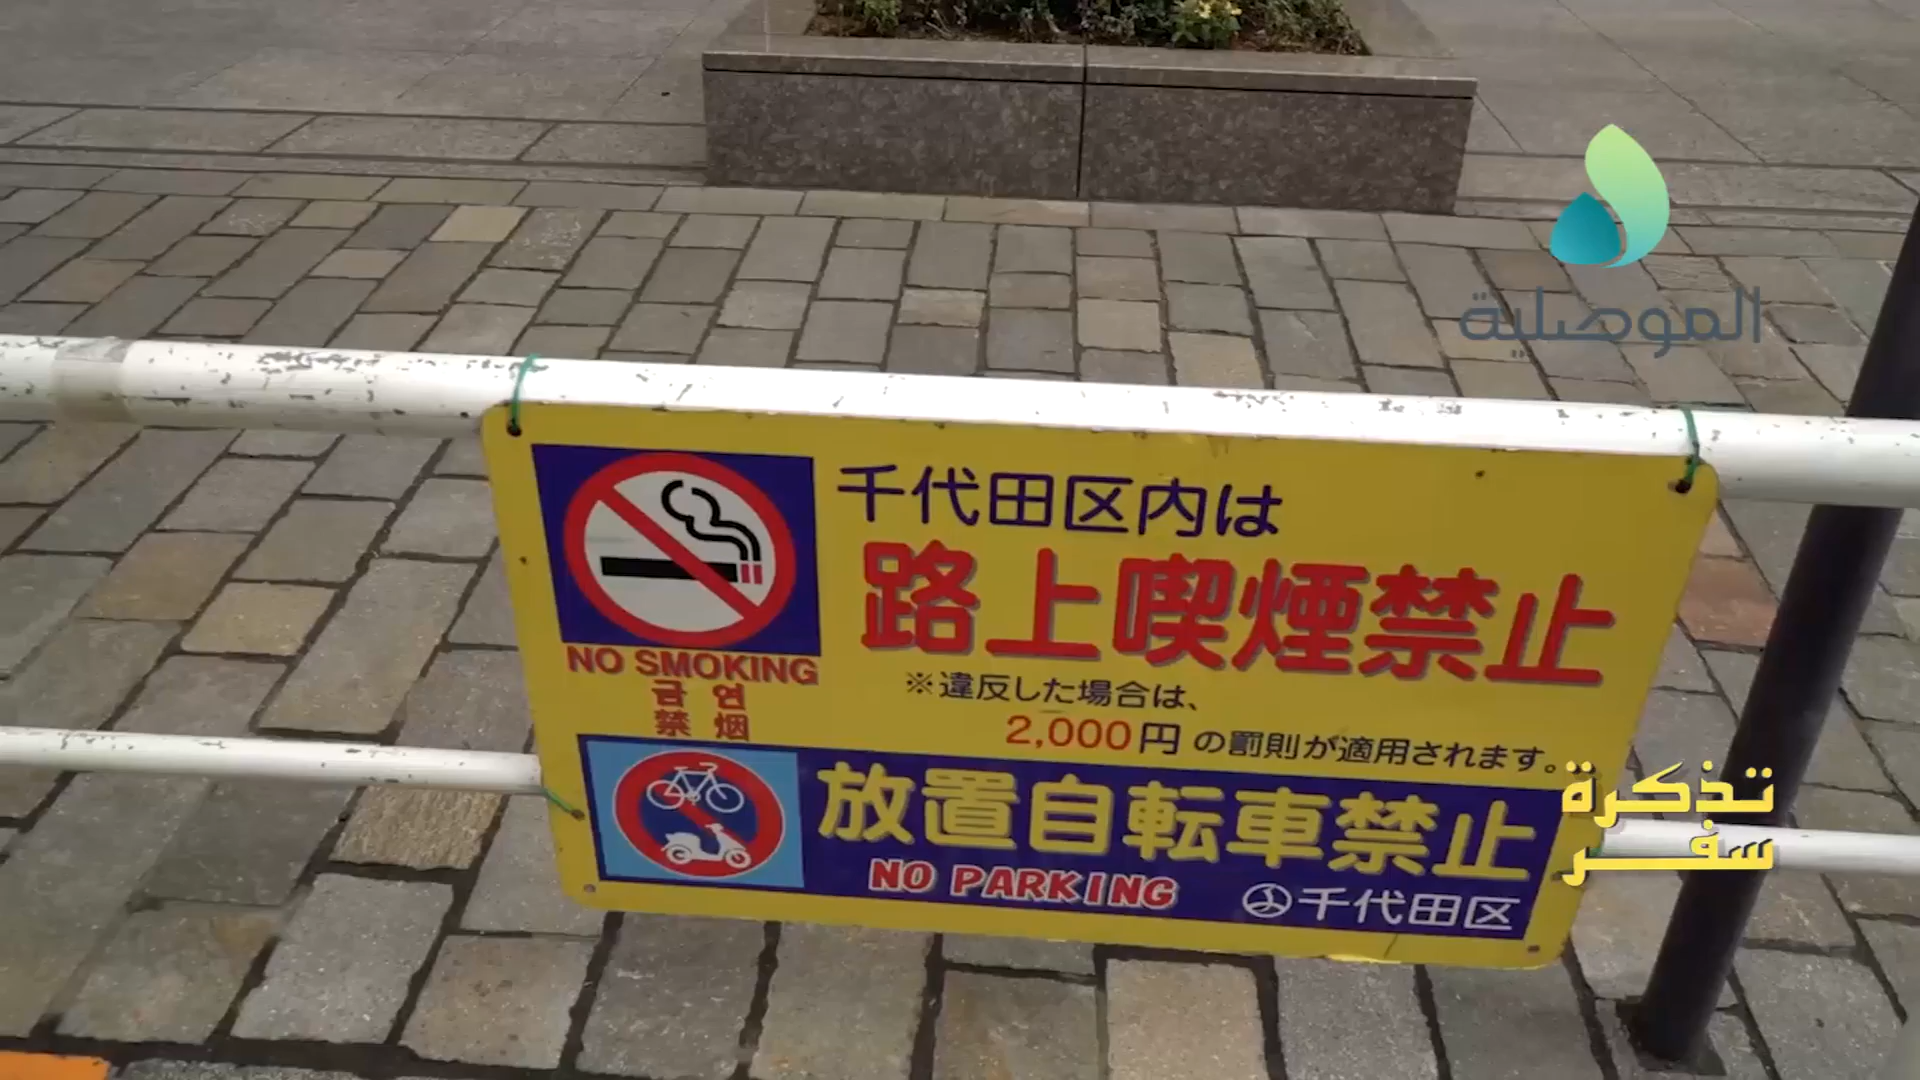 الموصلية
千代田区内は
路上喫煙禁止
NO SMOKING
금 연
禁 烟
※違反した場合は、
2,000円の罰則が適用されます。
放置自転車禁止
NO PARKING
千代田区
تذكرة
سفر